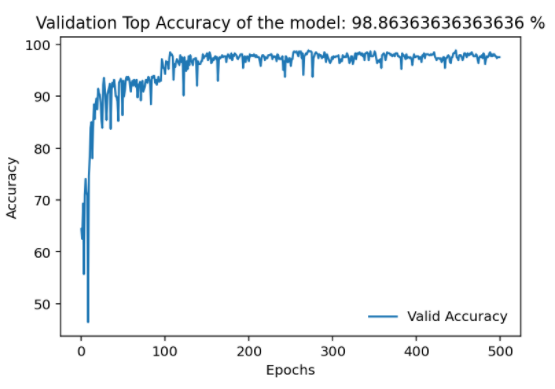 Validation Top Accuracy of the model: 98.86363636363636 %
100
90
80
70
60
50
Accuracy
Valid Accuracy
0 100 200 300 400 500
Epochs